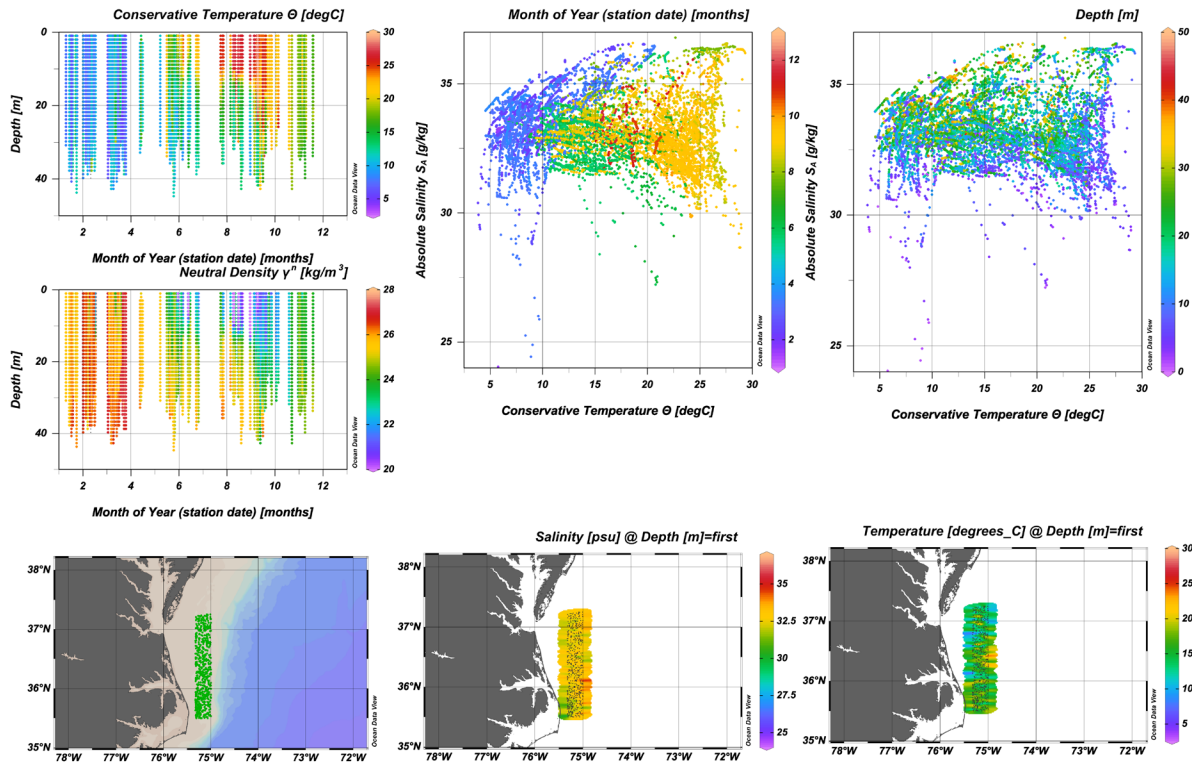 Conservative Temperature Θ [degC]
0
20
40
Depth [m]
2 4 6 8 10 12
Month of Year (station date) [months]
30
25
20
15
10
5
Ocean Data View
Neutral Density γⁿ [kg/m³]
0
20
40
Depth [m]
2 4 6 8 10 12
Month of Year (station date) [months]
28
26
24
22
20
Ocean Data View
Month of Year (station date) [months]
35
30
25
Absolute Salinity S_A [g/kg]
5 10 15 20 25 30
Conservative Temperature Θ [degC]
12
10
8
6
4
2
Ocean Data View
Depth [m]
35
30
25
Absolute Salinity S_A [g/kg]
5 10 15 20 25 30
Conservative Temperature Θ [degC]
50
40
30
20
10
0
Ocean Data View
38°N
37°N
36°N
35°N
78°W 77°W 76°W 75°W 74°W 73°W 72°W
Ocean Data View
Salinity [psu] @ Depth [m]=first
38°N
37°N
36°N
35°N
78°W 77°W 76°W 75°W 74°W 73°W 72°W
35
32.5
30
27.5
25
Ocean Data View
Temperature [degrees_C] @ Depth [m]=first
38°N
37°N
36°N
35°N
78°W 77°W 76°W 75°W 74°W 73°W 72°W
30
25
20
15
10
5
Ocean Data View